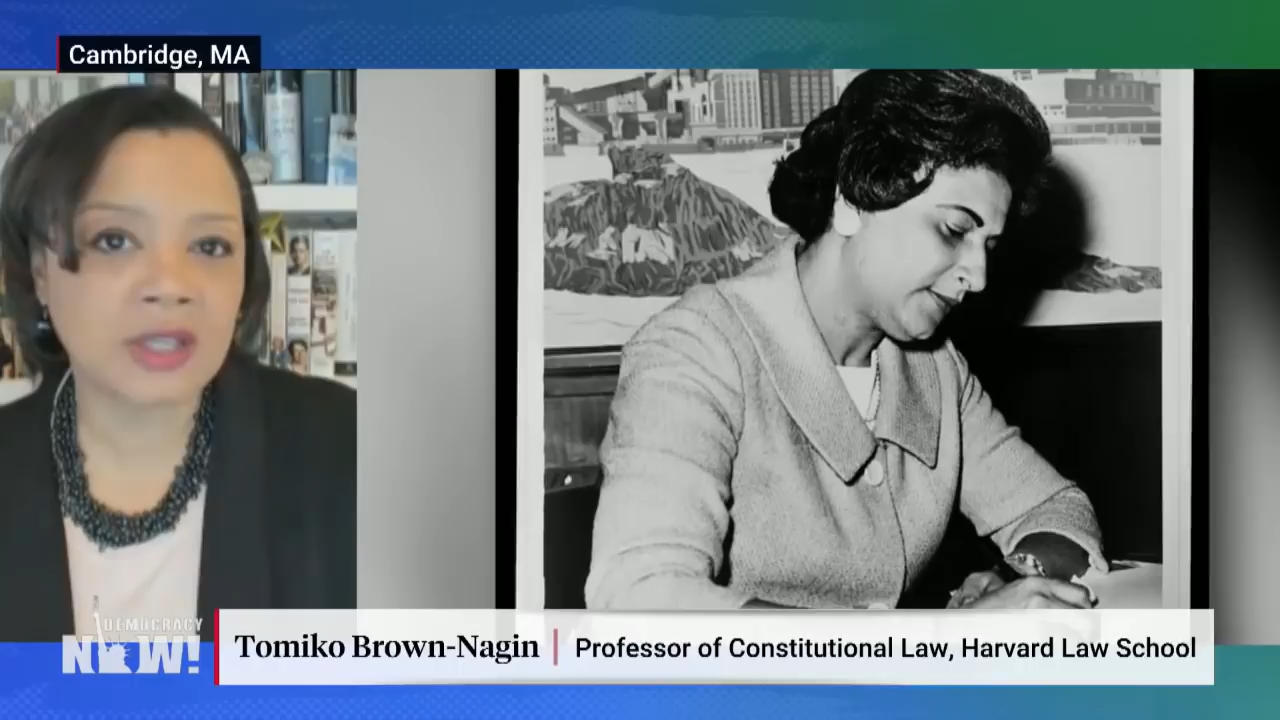 Cambridge, MA
DEMOCRACY
NOW!
Tomiko Brown-Nagin | Professor of Constitutional Law, Harvard Law School